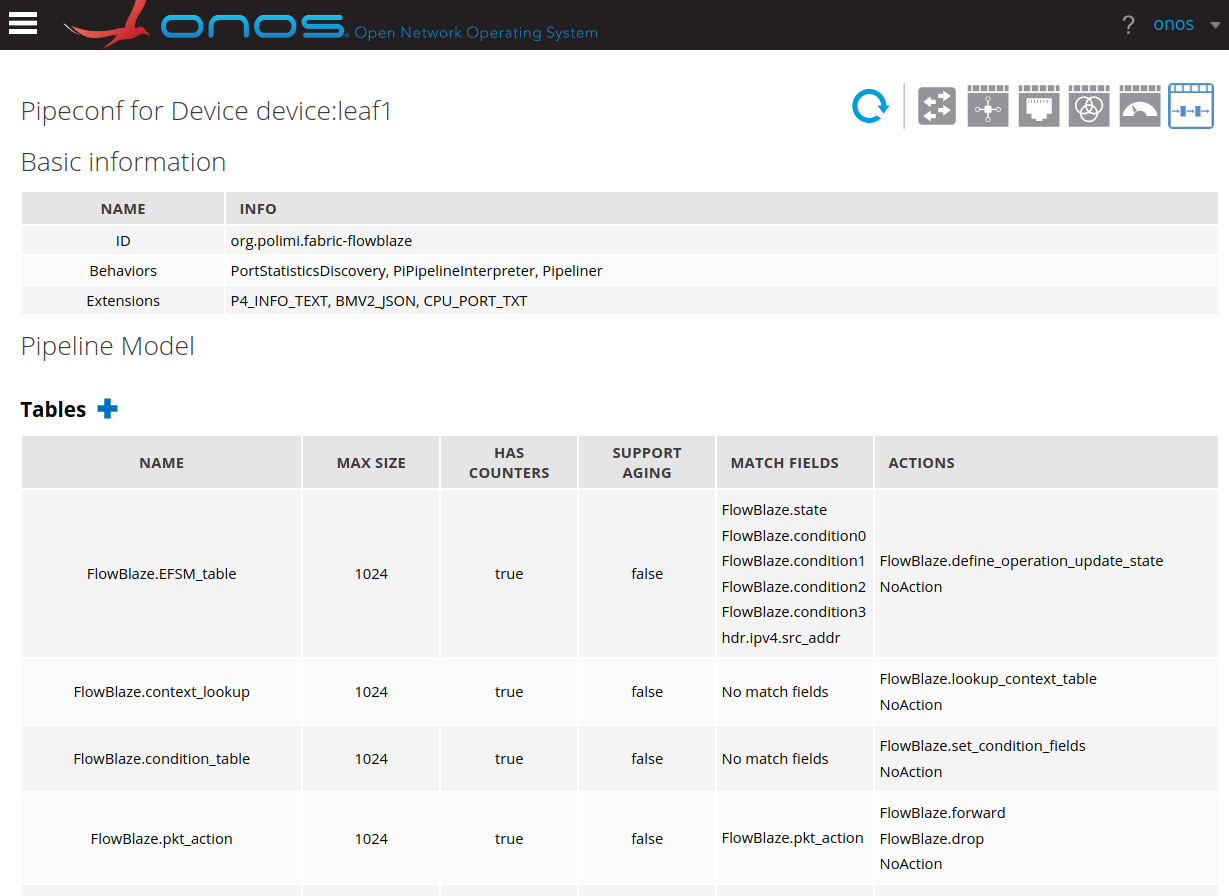 onos Open Network Operating System ? onos
Pipeconf for Device device:leaf1
Basic information
NAME INFO
ID org.polimi.fabric-flowblaze
Behaviors PortStatisticsDiscovery, PiPipelineInterpreter, Pipeliner
Extensions P4_INFO_TEXT, BMV2_JSON, CPU_PORT_TXT
Pipeline Model
Tables
NAME MAX SIZE HAS COUNTERS SUPPORT AGING MATCH FIELDS ACTIONS
FlowBlaze.EFSM_table 1024 true false
FlowBlaze.state
FlowBlaze.condition0
FlowBlaze.condition1
FlowBlaze.condition2
FlowBlaze.condition3
hdr.ipv4.src_addr
FlowBlaze.define_operation_update_state
NoAction
FlowBlaze.context_lookup 1024 true false No match fields
FlowBlaze.lookup_context_table
NoAction
FlowBlaze.condition_table 1024 true false No match fields
FlowBlaze.set_condition_fields
NoAction
FlowBlaze.pkt_action 1024 true false FlowBlaze.pkt_action
FlowBlaze.forward
FlowBlaze.drop
NoAction